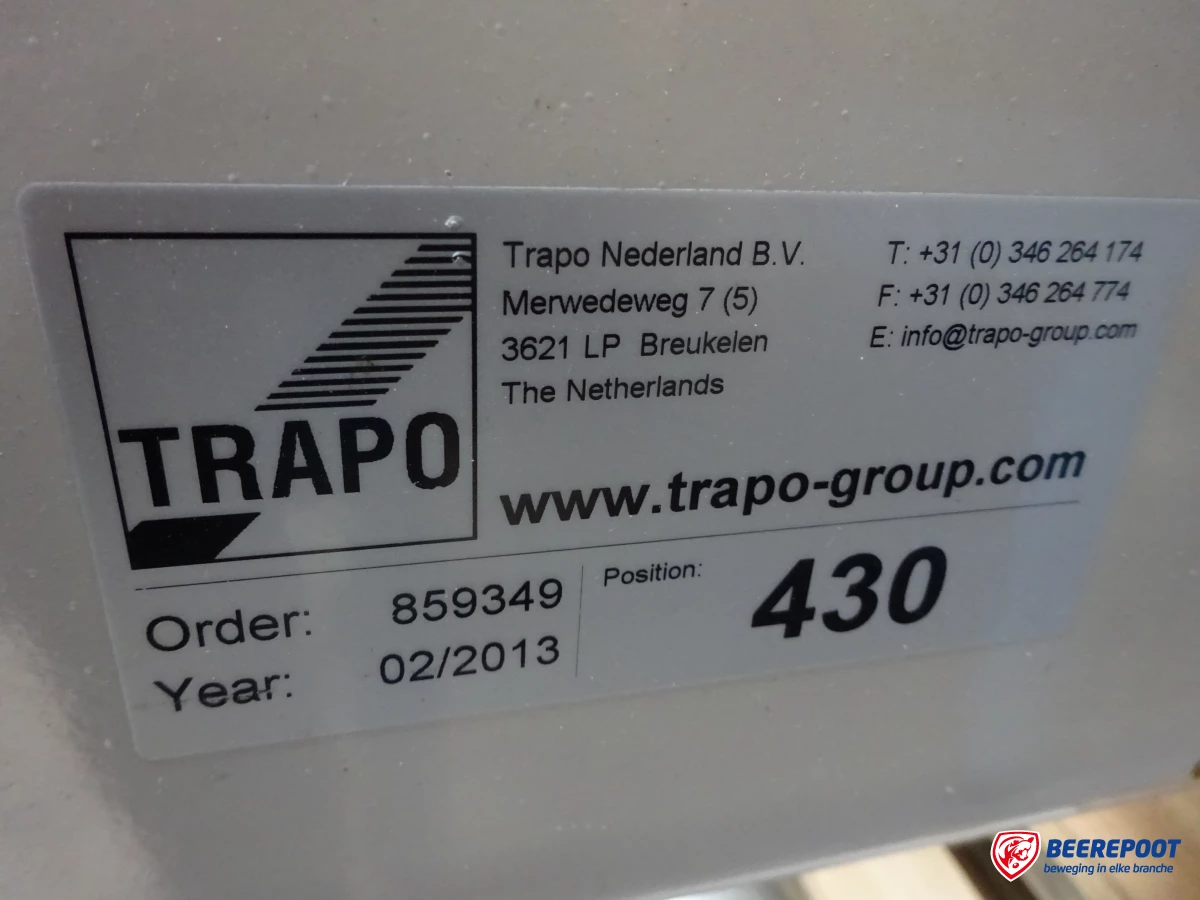 TRAPO
Trapo Nederland B.V.
Merwedeweg 7 (5)
3621 LP Breukelen
The Netherlands
T: +31 (0) 346 264 174
F: +31 (0) 346 264 774
E: info@trapo-group.com
www.trapo-group.com
Order: 859349
Year: 02/2013
Position: 430
BEEREPOOT
beweging in elke branche